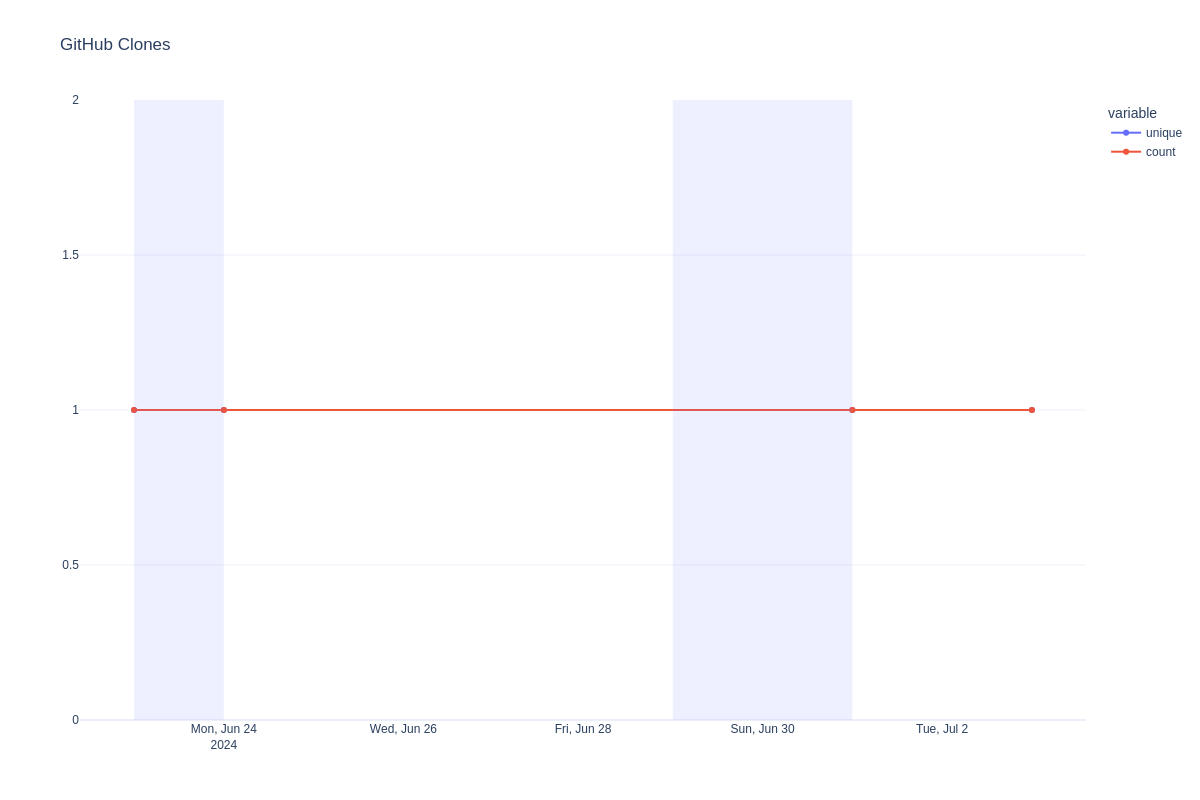 GitHub Clones
2
1.5
1
0.5
0
Mon, Jun 24
2024
Wed, Jun 26
Fri, Jun 28
Sun, Jun 30
Tue, Jul 2
variable
unique
count